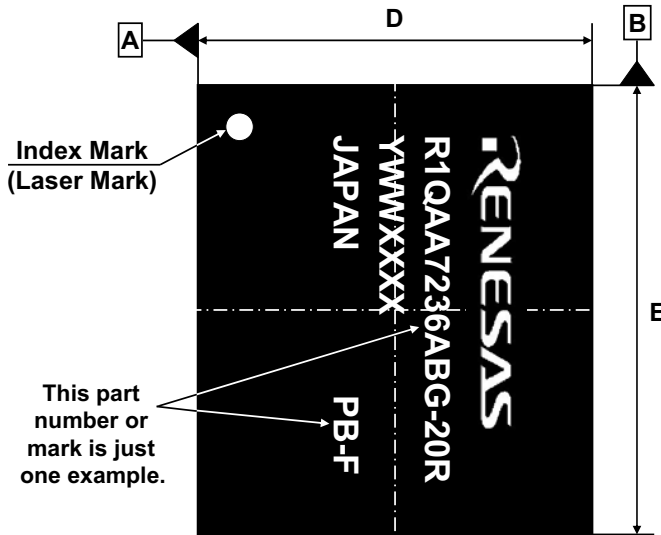 A
D
B
Index Mark
(Laser Mark)
RENESAS
R1QAA7236ABG-20R
YWWXXXX
JAPAN
PB-F
E
This part
number or
mark is just
one example.